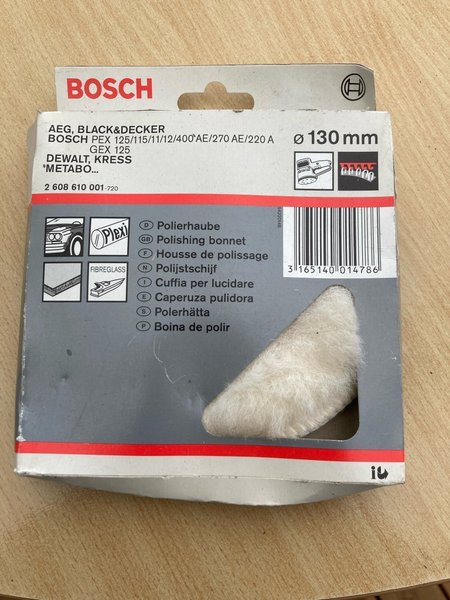 BOSCH
AEG, BLACK&DECKER
BOSCH PEX 125/115/11/12/400*AE/270 AE/220 A
GEX 125
DEWALT, KRESS
*METABO...
2 608 610 001-720
ø 130 mm
Plexi
FIBREGLASS
D Polierhaube
GB Polishing bonnet
F Housse de polissage
N Polijstschijf
I Cuffia per lucidare
E Caperuza pulidora
S Polerhätta
P Boina de polir
3 165140 014786